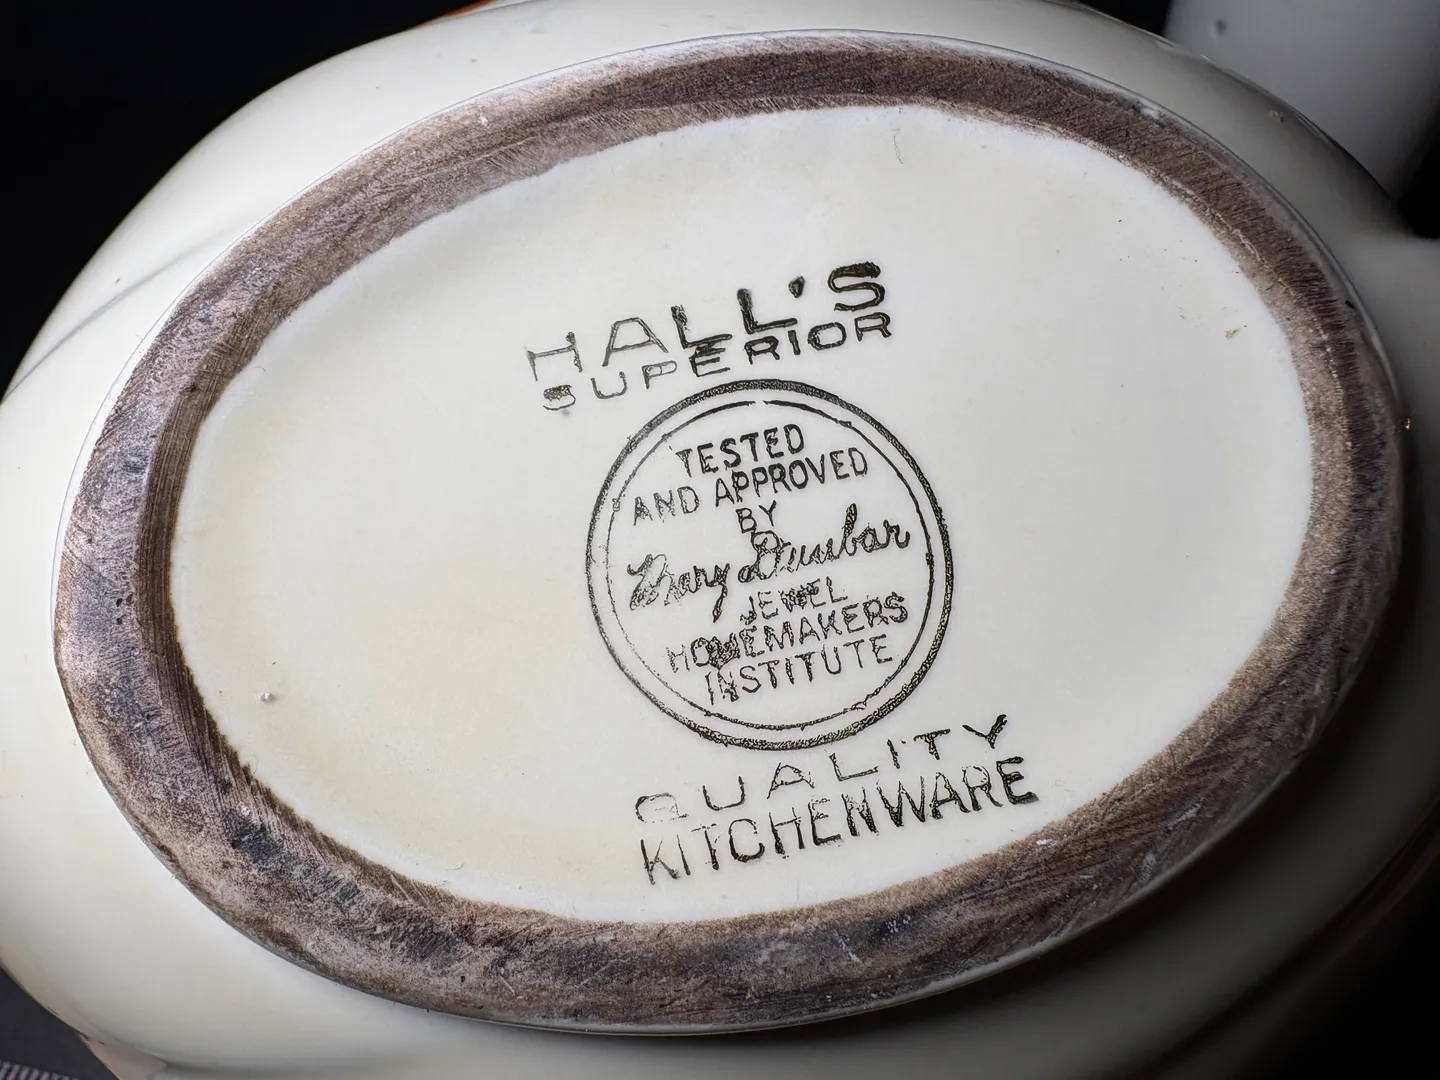 HALL'S
SUPERIOR
TESTED
AND APPROVED
BY
Mary Dunbar
JEWEL
HOMEMAKERS
INSTITUTE
QUALITY
KITCHENWARE